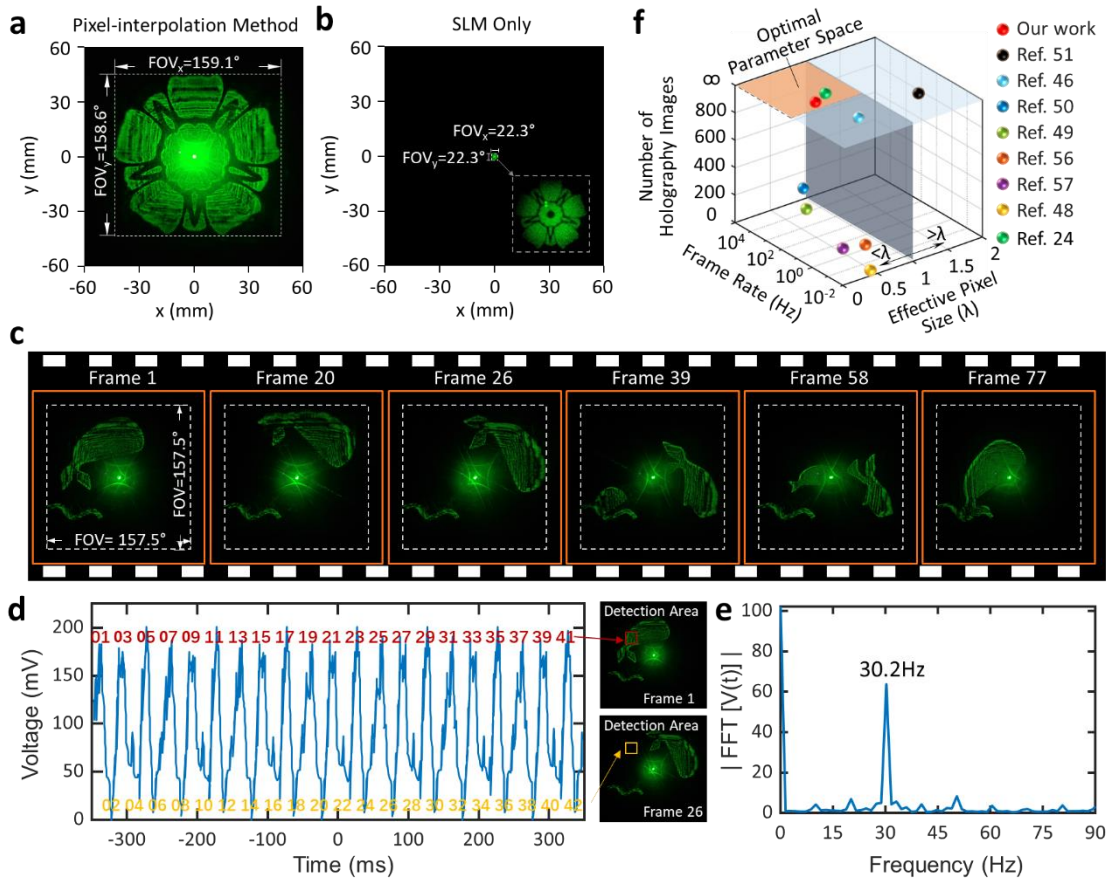 a
Pixel-interpolation Method
60
30
0
-30
-60
y (mm)
FOVx=159.1°
FOVy=158.6°
-60 -30 0 30 60
x (mm)
b
SLM Only
60
30
0
-30
-60
y (mm)
FOVx=22.3°
FOVy=22.3°
-60 -30 0 30 60
x (mm)
f
Optimal
Parameter Space
Number of
Holography Images
∞
800
600
400
200
0
10⁴
10²
10⁰
10⁻²
Frame Rate (Hz)
0 0.5 1 1.5 2
Effective Pixel
Size (λ)
<λ
>λ
Our work
Ref. 51
Ref. 46
Ref. 50
Ref. 49
Ref. 56
Ref. 57
Ref. 48
Ref. 24
c
Frame 1 Frame 20 Frame 26 Frame 39 Frame 58 Frame 77
FOV=157.5°
FOV= 157.5°
d
Voltage (mV)
200
150
100
50
0
01 03 05 07 09 11 13 15 17 19 21 23 25 27 29 31 33 35 37 39 41
02 04 06 08 10 12 14 16 18 20 22 24 26 28 30 32 34 36 38 40 42
-300 -200 -100 0 100 200 300
Time (ms)
Detection Area
Frame 1
Detection Area
Frame 26
e
| FFT [V(t)] |
100
80
60
40
20
0
30.2Hz
0 15 30 45 60 75 90
Frequency (Hz)